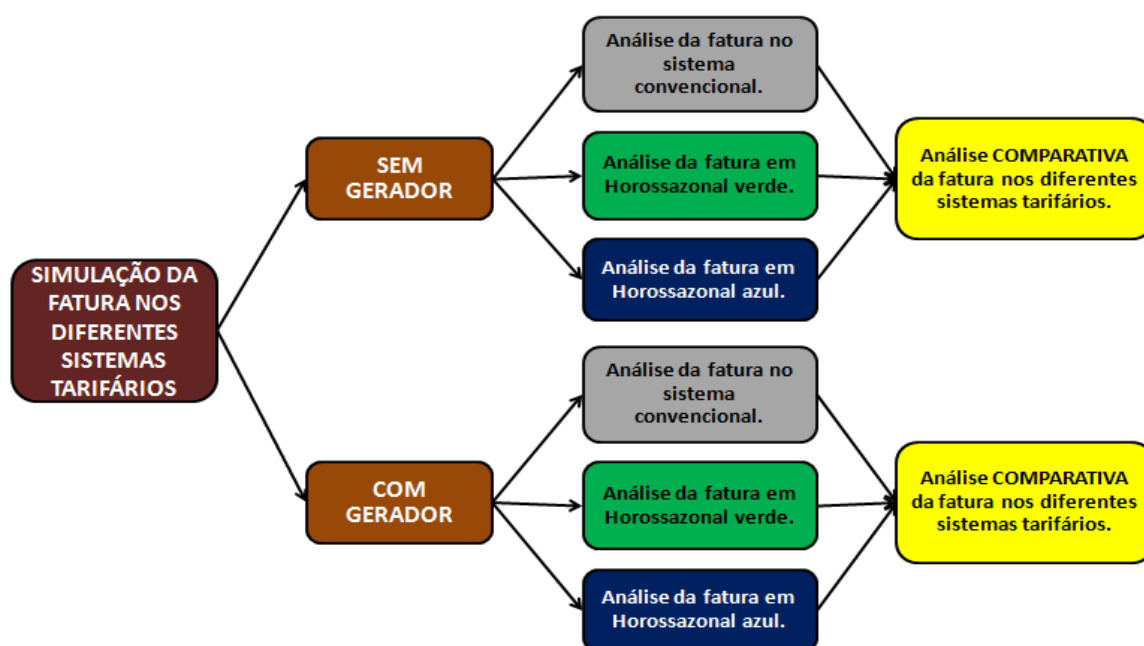 SIMULAÇÃO DA
FATURA NOS
DIFERENTES
SISTEMAS
TARIFÁRIOS
SEM
GERADOR
Análise da fatura no
sistema
convencional.
Análise da fatura em
Horossazonal verde.
Análise da fatura em
Horossazonal azul.
Análise COMPARATIVA
da fatura nos diferentes
sistemas tarifários.
COM
GERADOR
Análise da fatura no
sistema
convencional.
Análise da fatura em
Horossazonal verde.
Análise da fatura em
Horossazonal azul.
Análise COMPARATIVA
da fatura nos diferentes
sistemas tarifários.